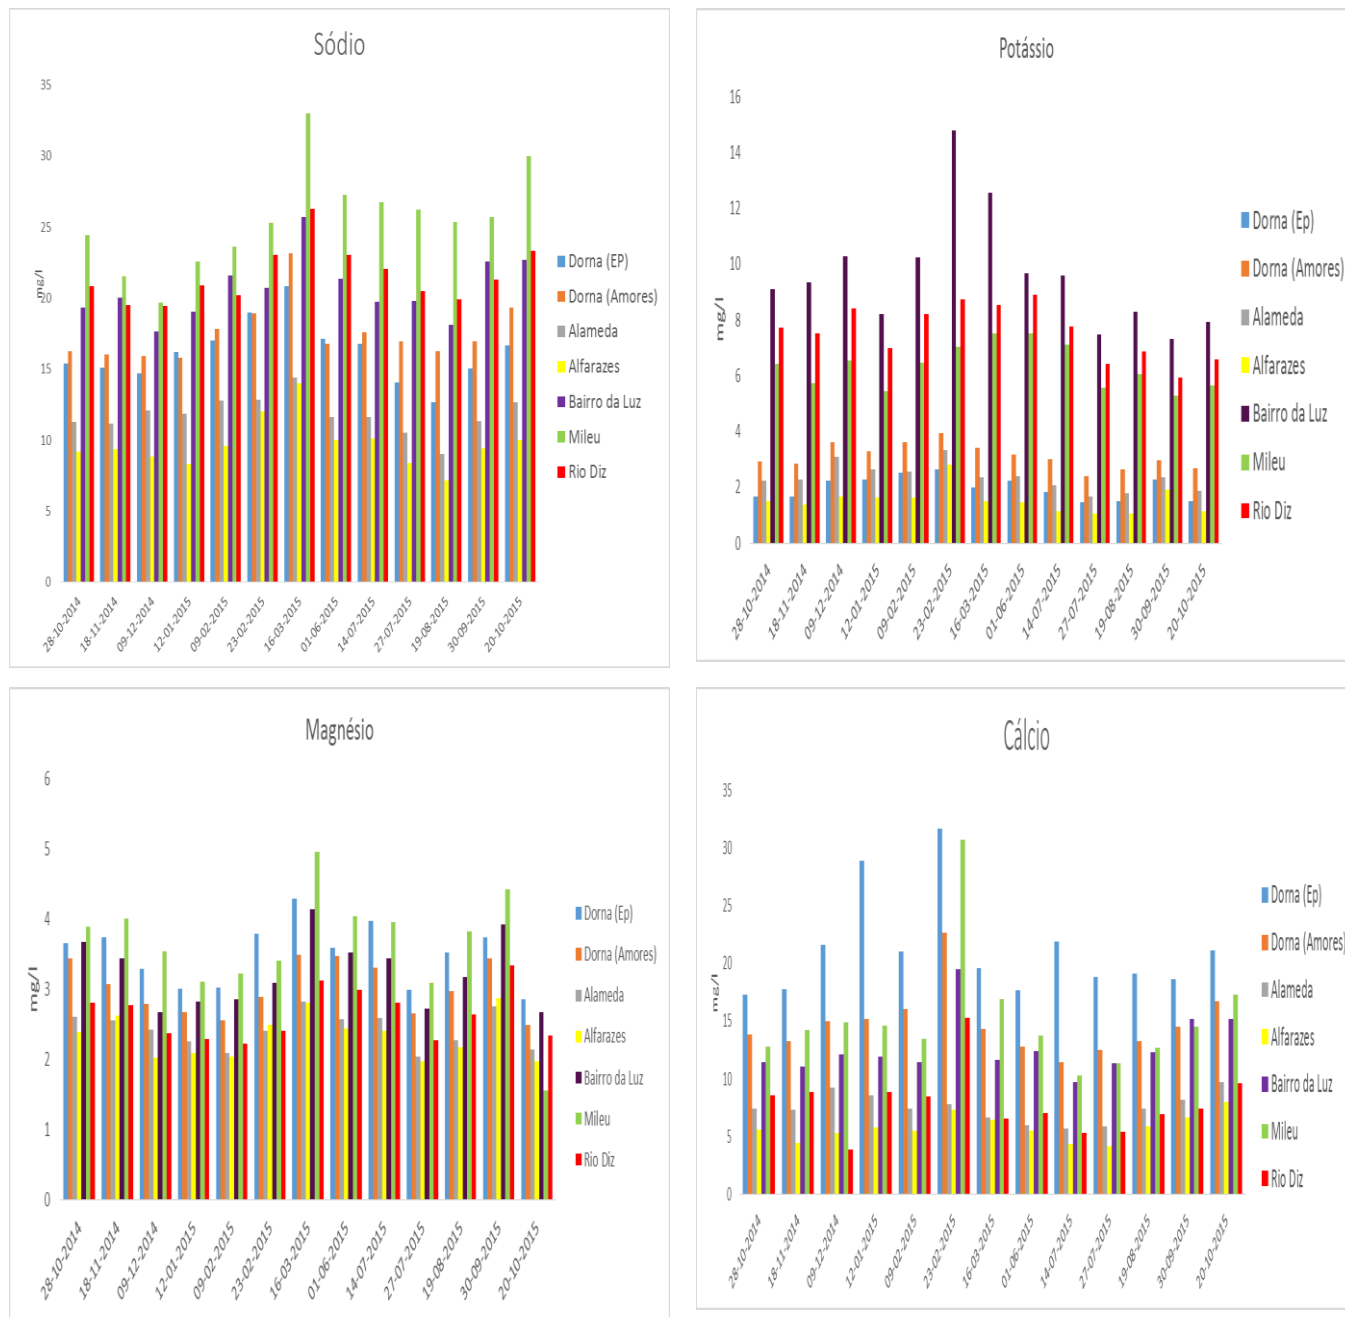 Sódio
35
30
25
20
15
10
5
0
mg/l
28-10-2014
18-11-2014
09-12-2014
12-01-2015
09-02-2015
23-02-2015
16-03-2015
01-06-2015
14-07-2015
27-07-2015
19-08-2015
30-09-2015
20-10-2015
Dorna (EP)
Dorna (Amores)
Alameda
Alfarazes
Bairro da Luz
Mileu
Rio Diz
Potássio
16
14
12
10
8
6
4
2
0
mg/l
28-10-2014
18-11-2014
09-12-2014
12-01-2015
09-02-2015
23-02-2015
16-03-2015
01-06-2015
14-07-2015
27-07-2015
19-08-2015
30-09-2015
20-10-2015
Dorna (Ep)
Dorna (Amores)
Alameda
Alfarazes
Bairro da Luz
Mileu
Rio Diz
Magnésio
6
5
4
3
2
1
0
mg/l
28-10-2014
18-11-2014
09-12-2014
12-01-2015
09-02-2015
23-02-2015
16-03-2015
01-06-2015
14-07-2015
27-07-2015
19-08-2015
30-09-2015
20-10-2015
Dorna (Ep)
Dorna (Amores)
Alameda
Alfarazes
Bairro da Luz
Mileu
Rio Diz
Cálcio
35
30
25
20
15
10
5
0
mg/l
28-10-2014
18-11-2014
09-12-2014
12-01-2015
09-02-2015
23-02-2015
16-03-2015
01-06-2015
14-07-2015
27-07-2015
19-08-2015
30-09-2015
20-10-2015
Dorna (Ep)
Dorna (Amores)
Alameda
Alfarazes
Bairro da Luz
Mileu
Rio Diz